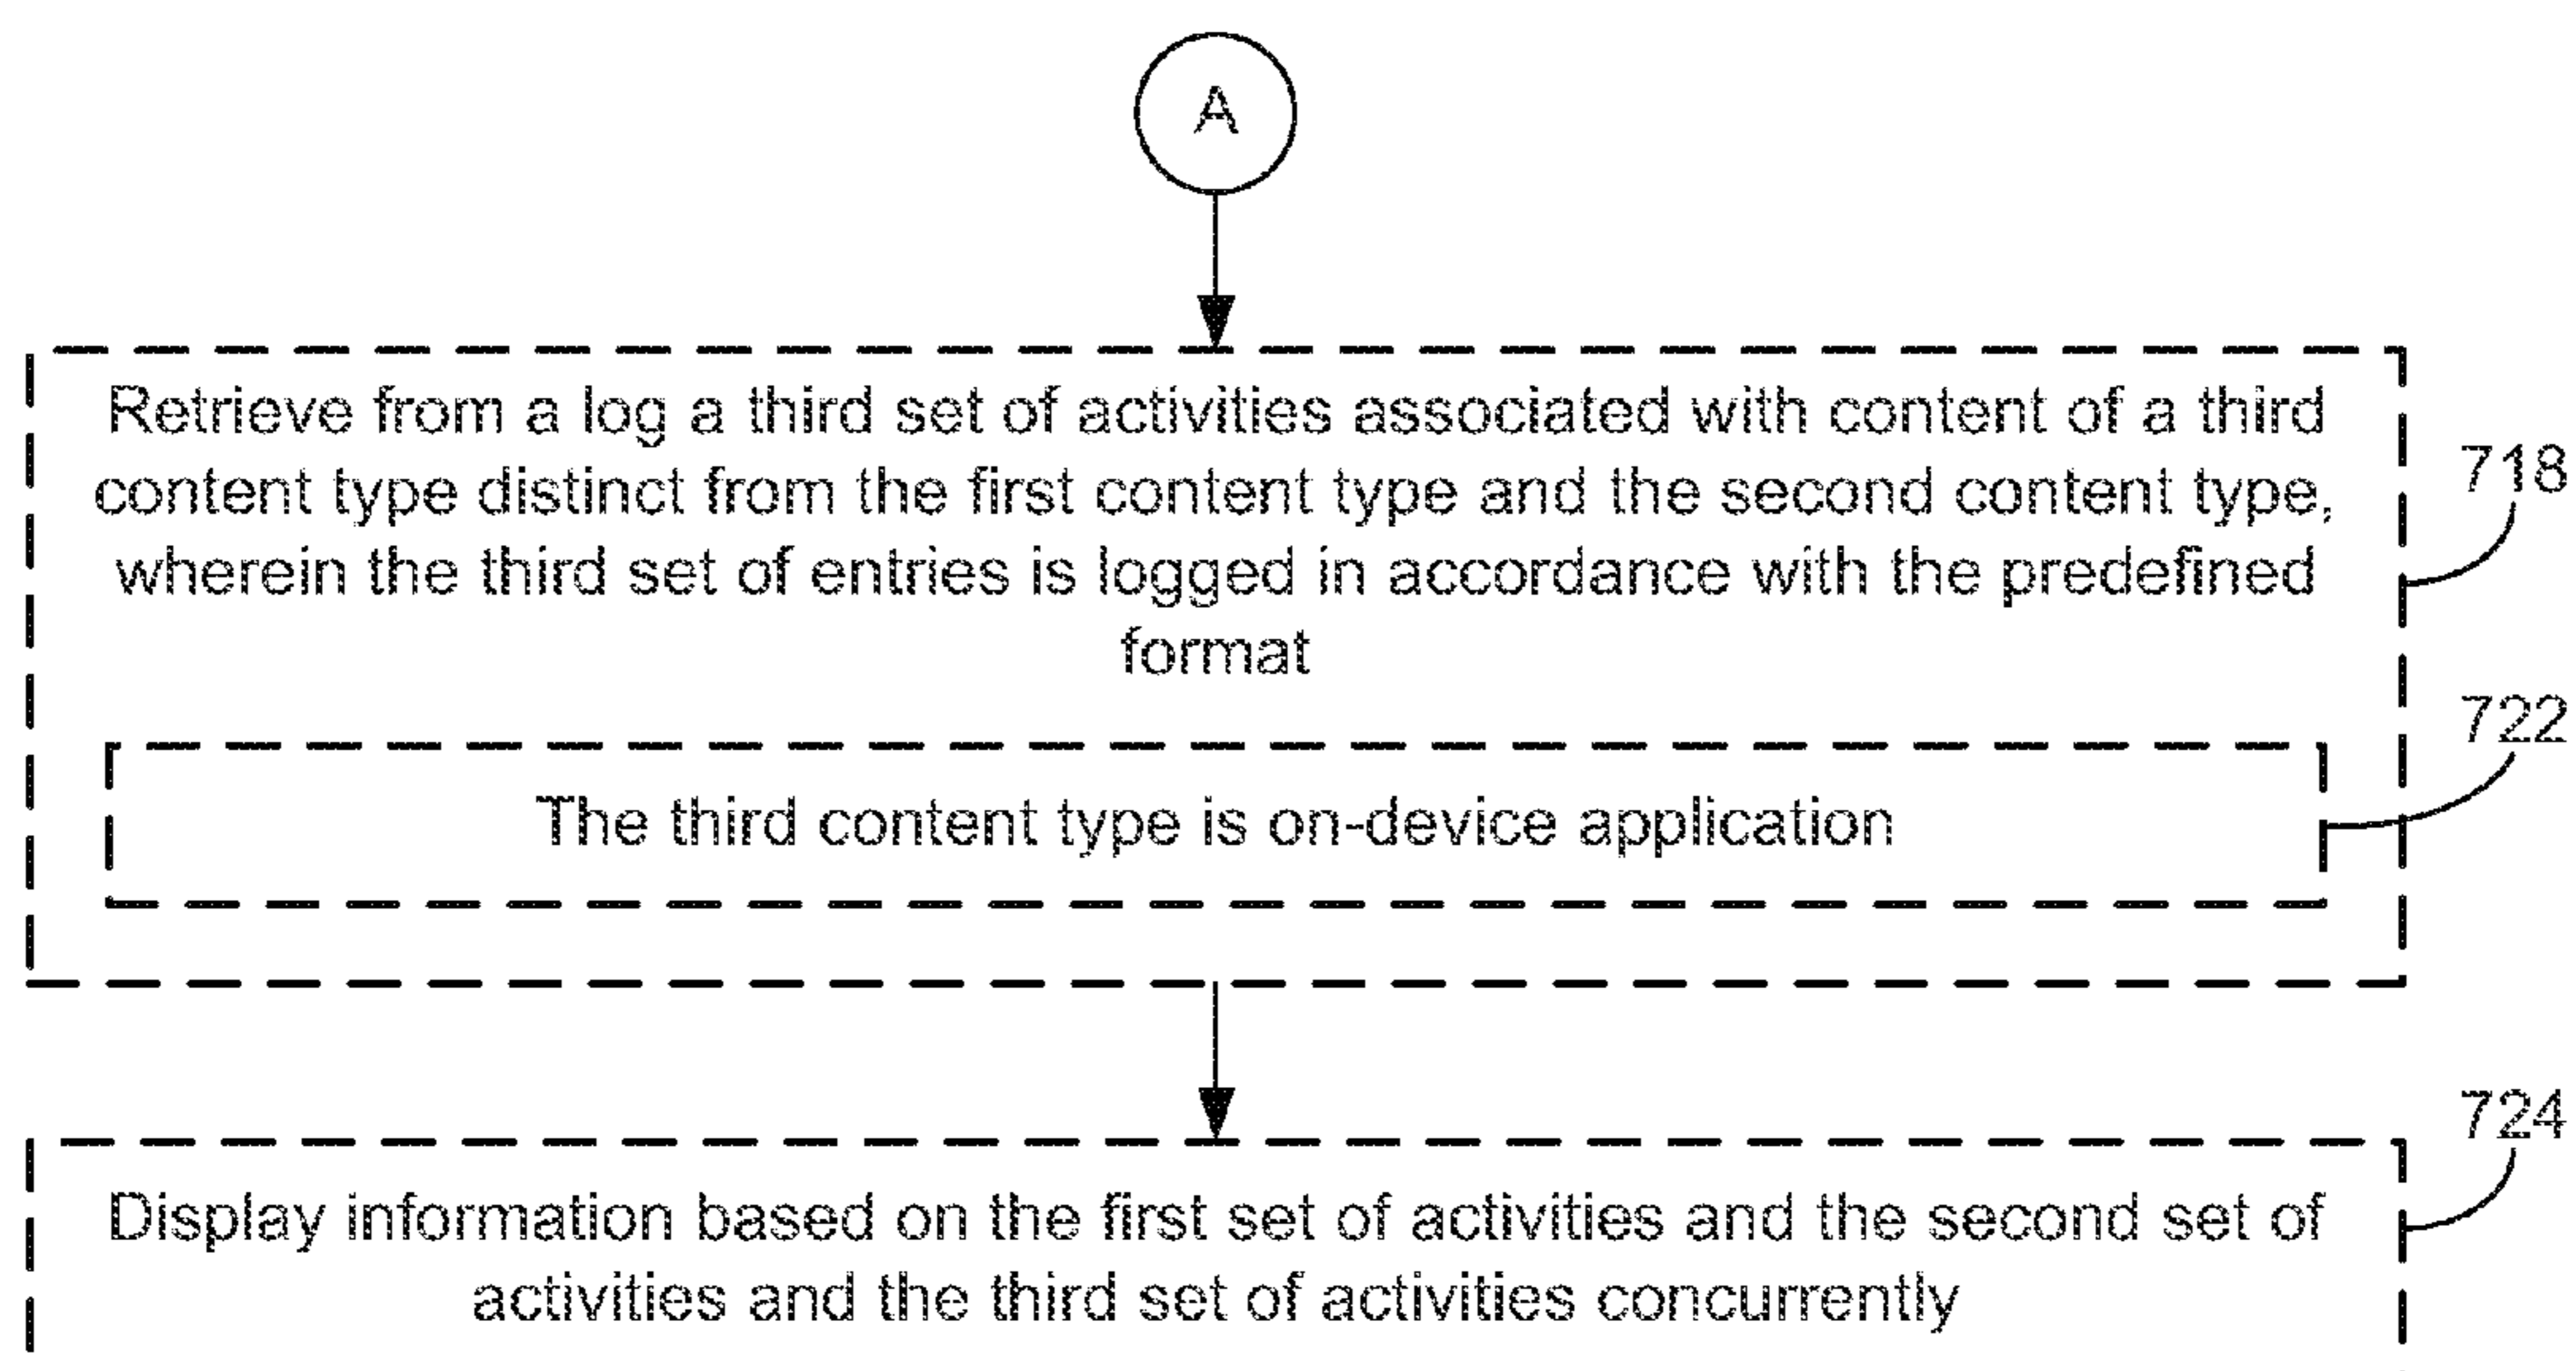 A
Retrieve from a log a third set of activities associated with content of a third
content type distinct from the first content type and the second content type,
wherein the third set of entries is logged in accordance with the predefined
format
718
The third content type is on-device application
722
Display information based on the first set of activities and the second set of
activities and the third set of activities concurrently
724